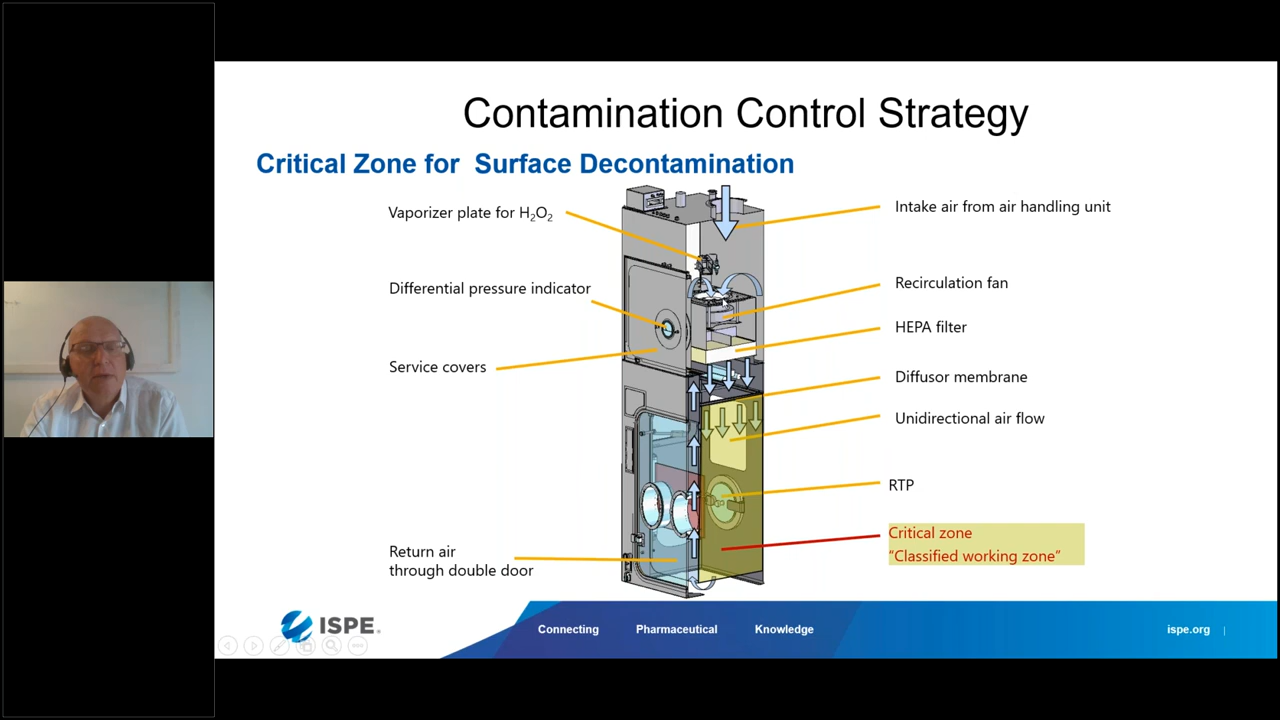 Contamination Control Strategy
Critical Zone for Surface Decontamination
Vaporizer plate for H₂O₂
Differential pressure indicator
Service covers
Return air
through double door
Intake air from air handling unit
Recirculation fan
HEPA filter
Diffusor membrane
Unidirectional air flow
RTP
Critical zone
“Classified working zone”
ISPE®
Connecting Pharmaceutical Knowledge
ispe.org |